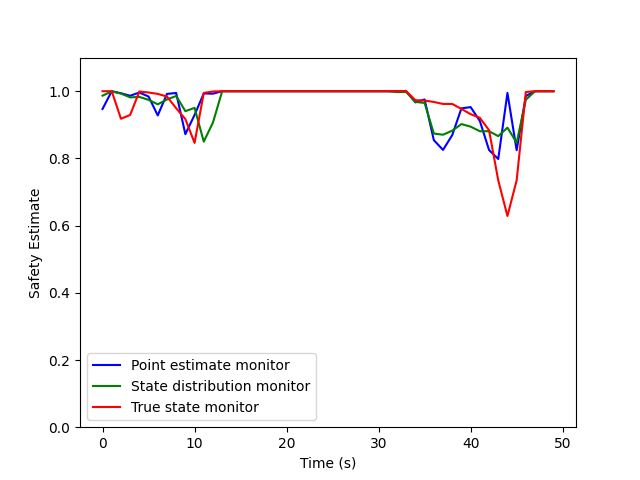 1.0
0.8
0.6
0.4
0.2
0.0
Safety Estimate
Point estimate monitor
State distribution monitor
True state monitor
0 10 20 30 40 50
Time (s)